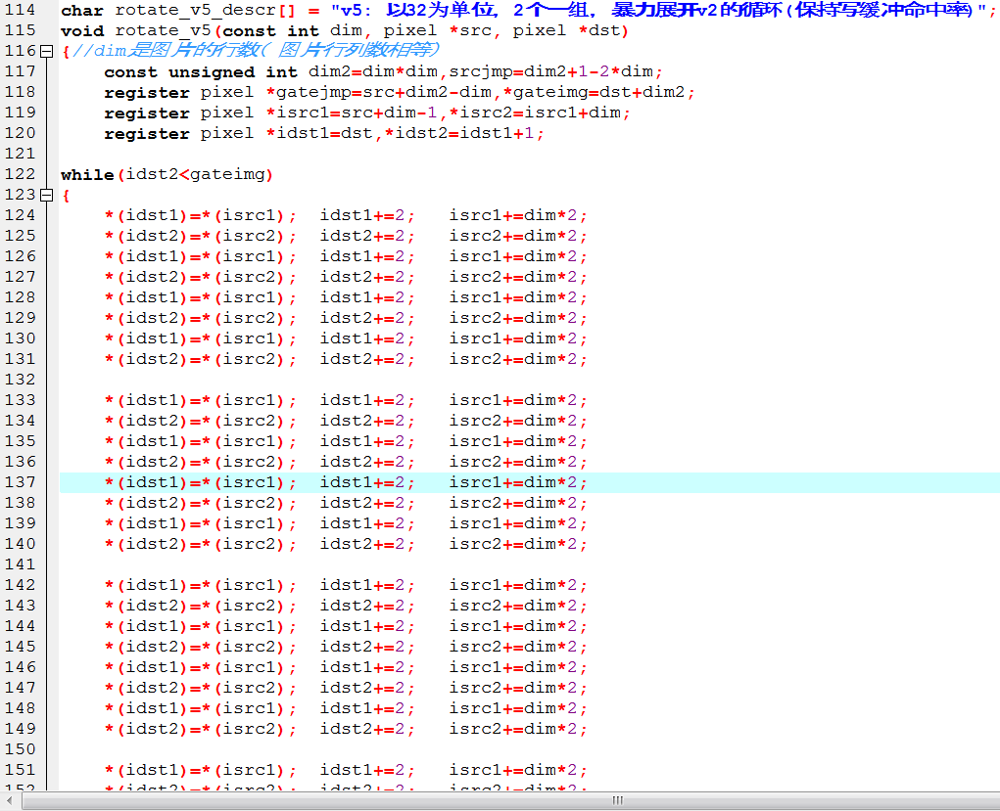 114 char rotate_v5_descr[] = "v5: 以32为单位, 2个一组, 暴力展开v2的循环(保持写缓冲命中率)";
115 void rotate_v5(const int dim, pixel *src, pixel *dst)
116 {//dim是图片的行数(图片行列数相等)
117 const unsigned int dim2=dim*dim,srcjmp=dim2+1-2*dim;
118 register pixel *gatejmp=src+dim2-dim,*gateimg=dst+dim2;
119 register pixel *isrc1=src+dim-1,*isrc2=isrc1+dim;
120 register pixel *idst1=dst,*idst2=idst1+1;
121
122 while(idst2<gateimg)
123 {
124 *(idst1)=*(isrc1); idst1+=2; isrc1+=dim*2;
125 *(idst2)=*(isrc2); idst2+=2; isrc2+=dim*2;
126 *(idst1)=*(isrc1); idst1+=2; isrc1+=dim*2;
127 *(idst2)=*(isrc2); idst2+=2; isrc2+=dim*2;
128 *(idst1)=*(isrc1); idst1+=2; isrc1+=dim*2;
129 *(idst2)=*(isrc2); idst2+=2; isrc2+=dim*2;
130 *(idst1)=*(isrc1); idst1+=2; isrc1+=dim*2;
131 *(idst2)=*(isrc2); idst2+=2; isrc2+=dim*2;
132
133 *(idst1)=*(isrc1); idst1+=2; isrc1+=dim*2;
134 *(idst2)=*(isrc2); idst2+=2; isrc2+=dim*2;
135 *(idst1)=*(isrc1); idst1+=2; isrc1+=dim*2;
136 *(idst2)=*(isrc2); idst2+=2; isrc2+=dim*2;
137 *(idst1)=*(isrc1); idst1+=2; isrc1+=dim*2;
138 *(idst2)=*(isrc2); idst2+=2; isrc2+=dim*2;
139 *(idst1)=*(isrc1); idst1+=2; isrc1+=dim*2;
140 *(idst2)=*(isrc2); idst2+=2; isrc2+=dim*2;
141
142 *(idst1)=*(isrc1); idst1+=2; isrc1+=dim*2;
143 *(idst2)=*(isrc2); idst2+=2; isrc2+=dim*2;
144 *(idst1)=*(isrc1); idst1+=2; isrc1+=dim*2;
145 *(idst2)=*(isrc2); idst2+=2; isrc2+=dim*2;
146 *(idst1)=*(isrc1); idst1+=2; isrc1+=dim*2;
147 *(idst2)=*(isrc2); idst2+=2; isrc2+=dim*2;
148 *(idst1)=*(isrc1); idst1+=2; isrc1+=dim*2;
149 *(idst2)=*(isrc2); idst2+=2; isrc2+=dim*2;
150
151 *(idst1)=*(isrc1); idst1+=2; isrc1+=dim*2;